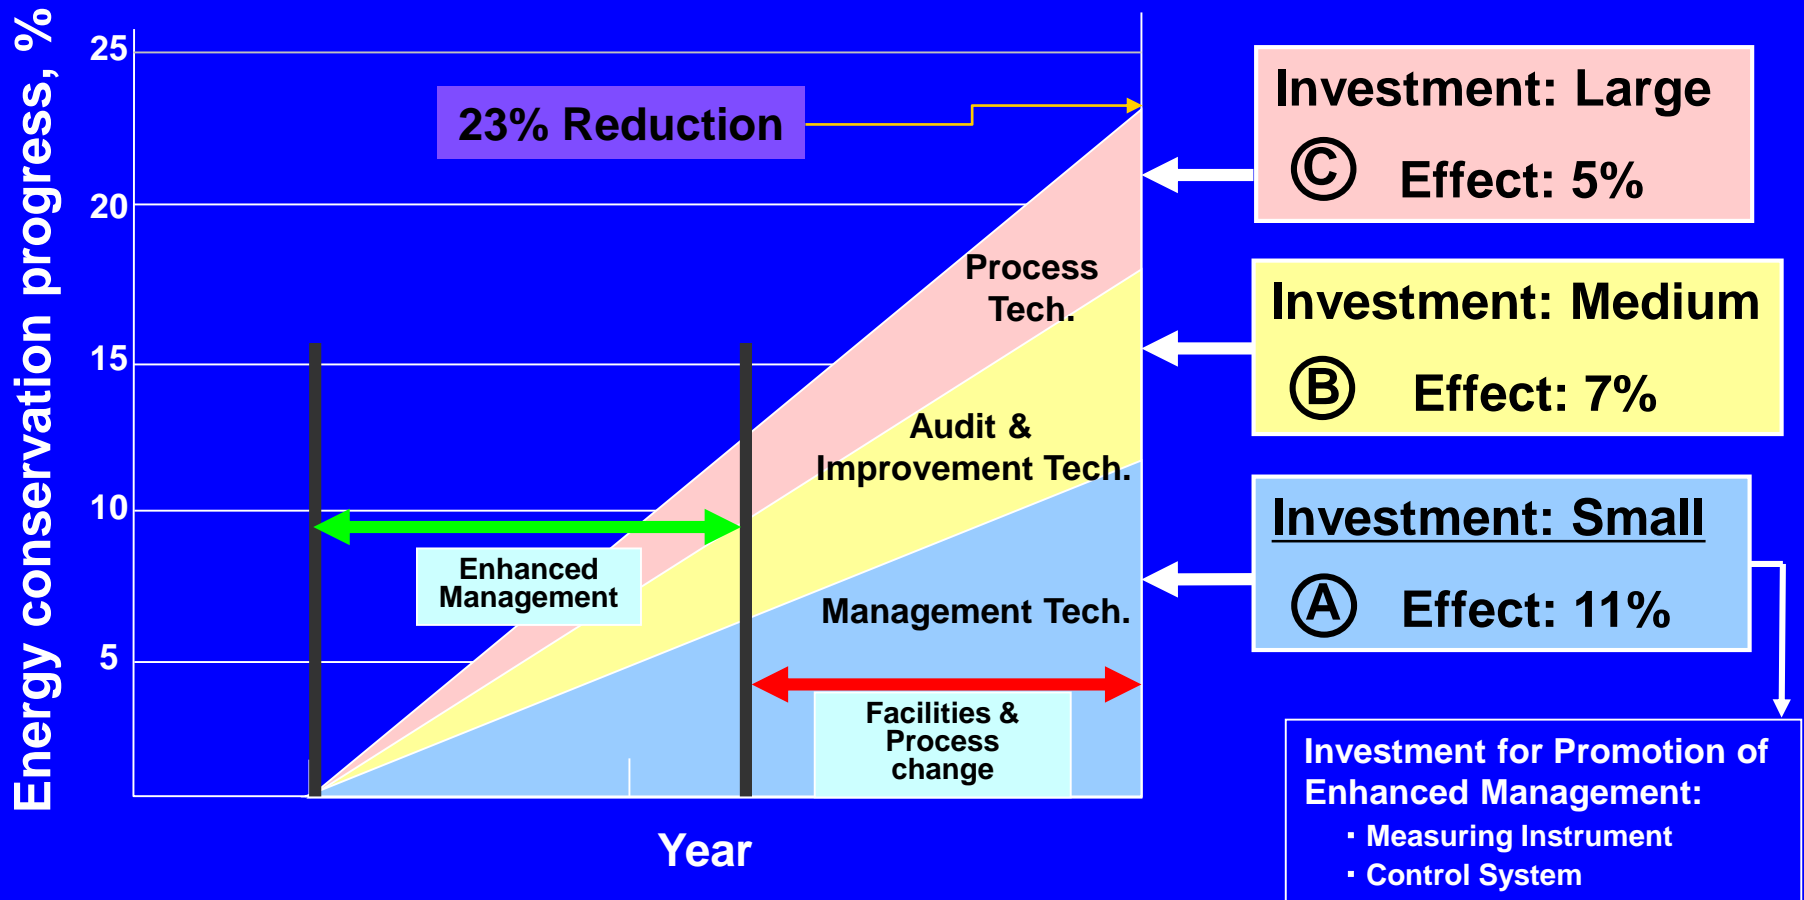 Energy conservation progress, %
25
20
15
10
5
23% Reduction
Process
Tech.
Audit &
Improvement Tech.
Management Tech.
Enhanced
Management
Facilities &
Process
change
Year
Investment: Large
Ⓒ Effect: 5%
Investment: Medium
Ⓑ Effect: 7%
Investment: Small
Ⓐ Effect: 11%
Investment for Promotion of
Enhanced Management:
・Measuring Instrument
・Control System